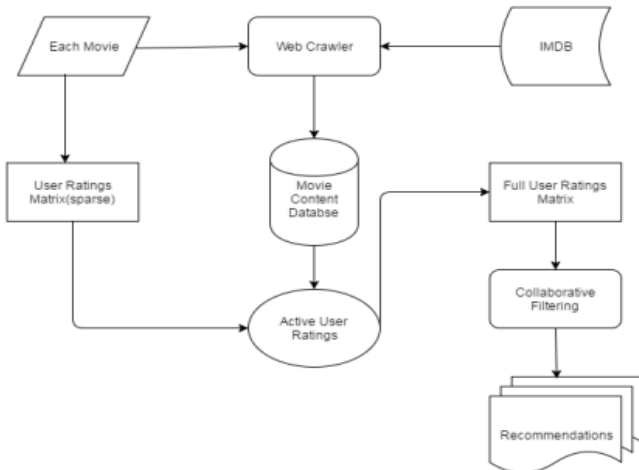 Each Movie
Web Crawler
IMDB
User Ratings
Matrix(sparse)
Movie
Content
Databse
Full User Ratings
Matrix
Active User
Ratings
Collaborative
Filtering
Recommendations